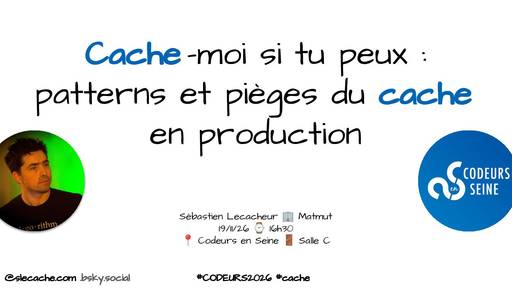 Cache-moi si tu peux :
patterns et pièges du cache
en production
CODEURS
en
SEINE
Sébastien Lecacheur 🏢 Matmut
19/11/26 ⌚ 16h30
📍 Codeurs en Seine 🚪 Salle C
@slecache.com .bsky.social
#CODEURS2026 #cache